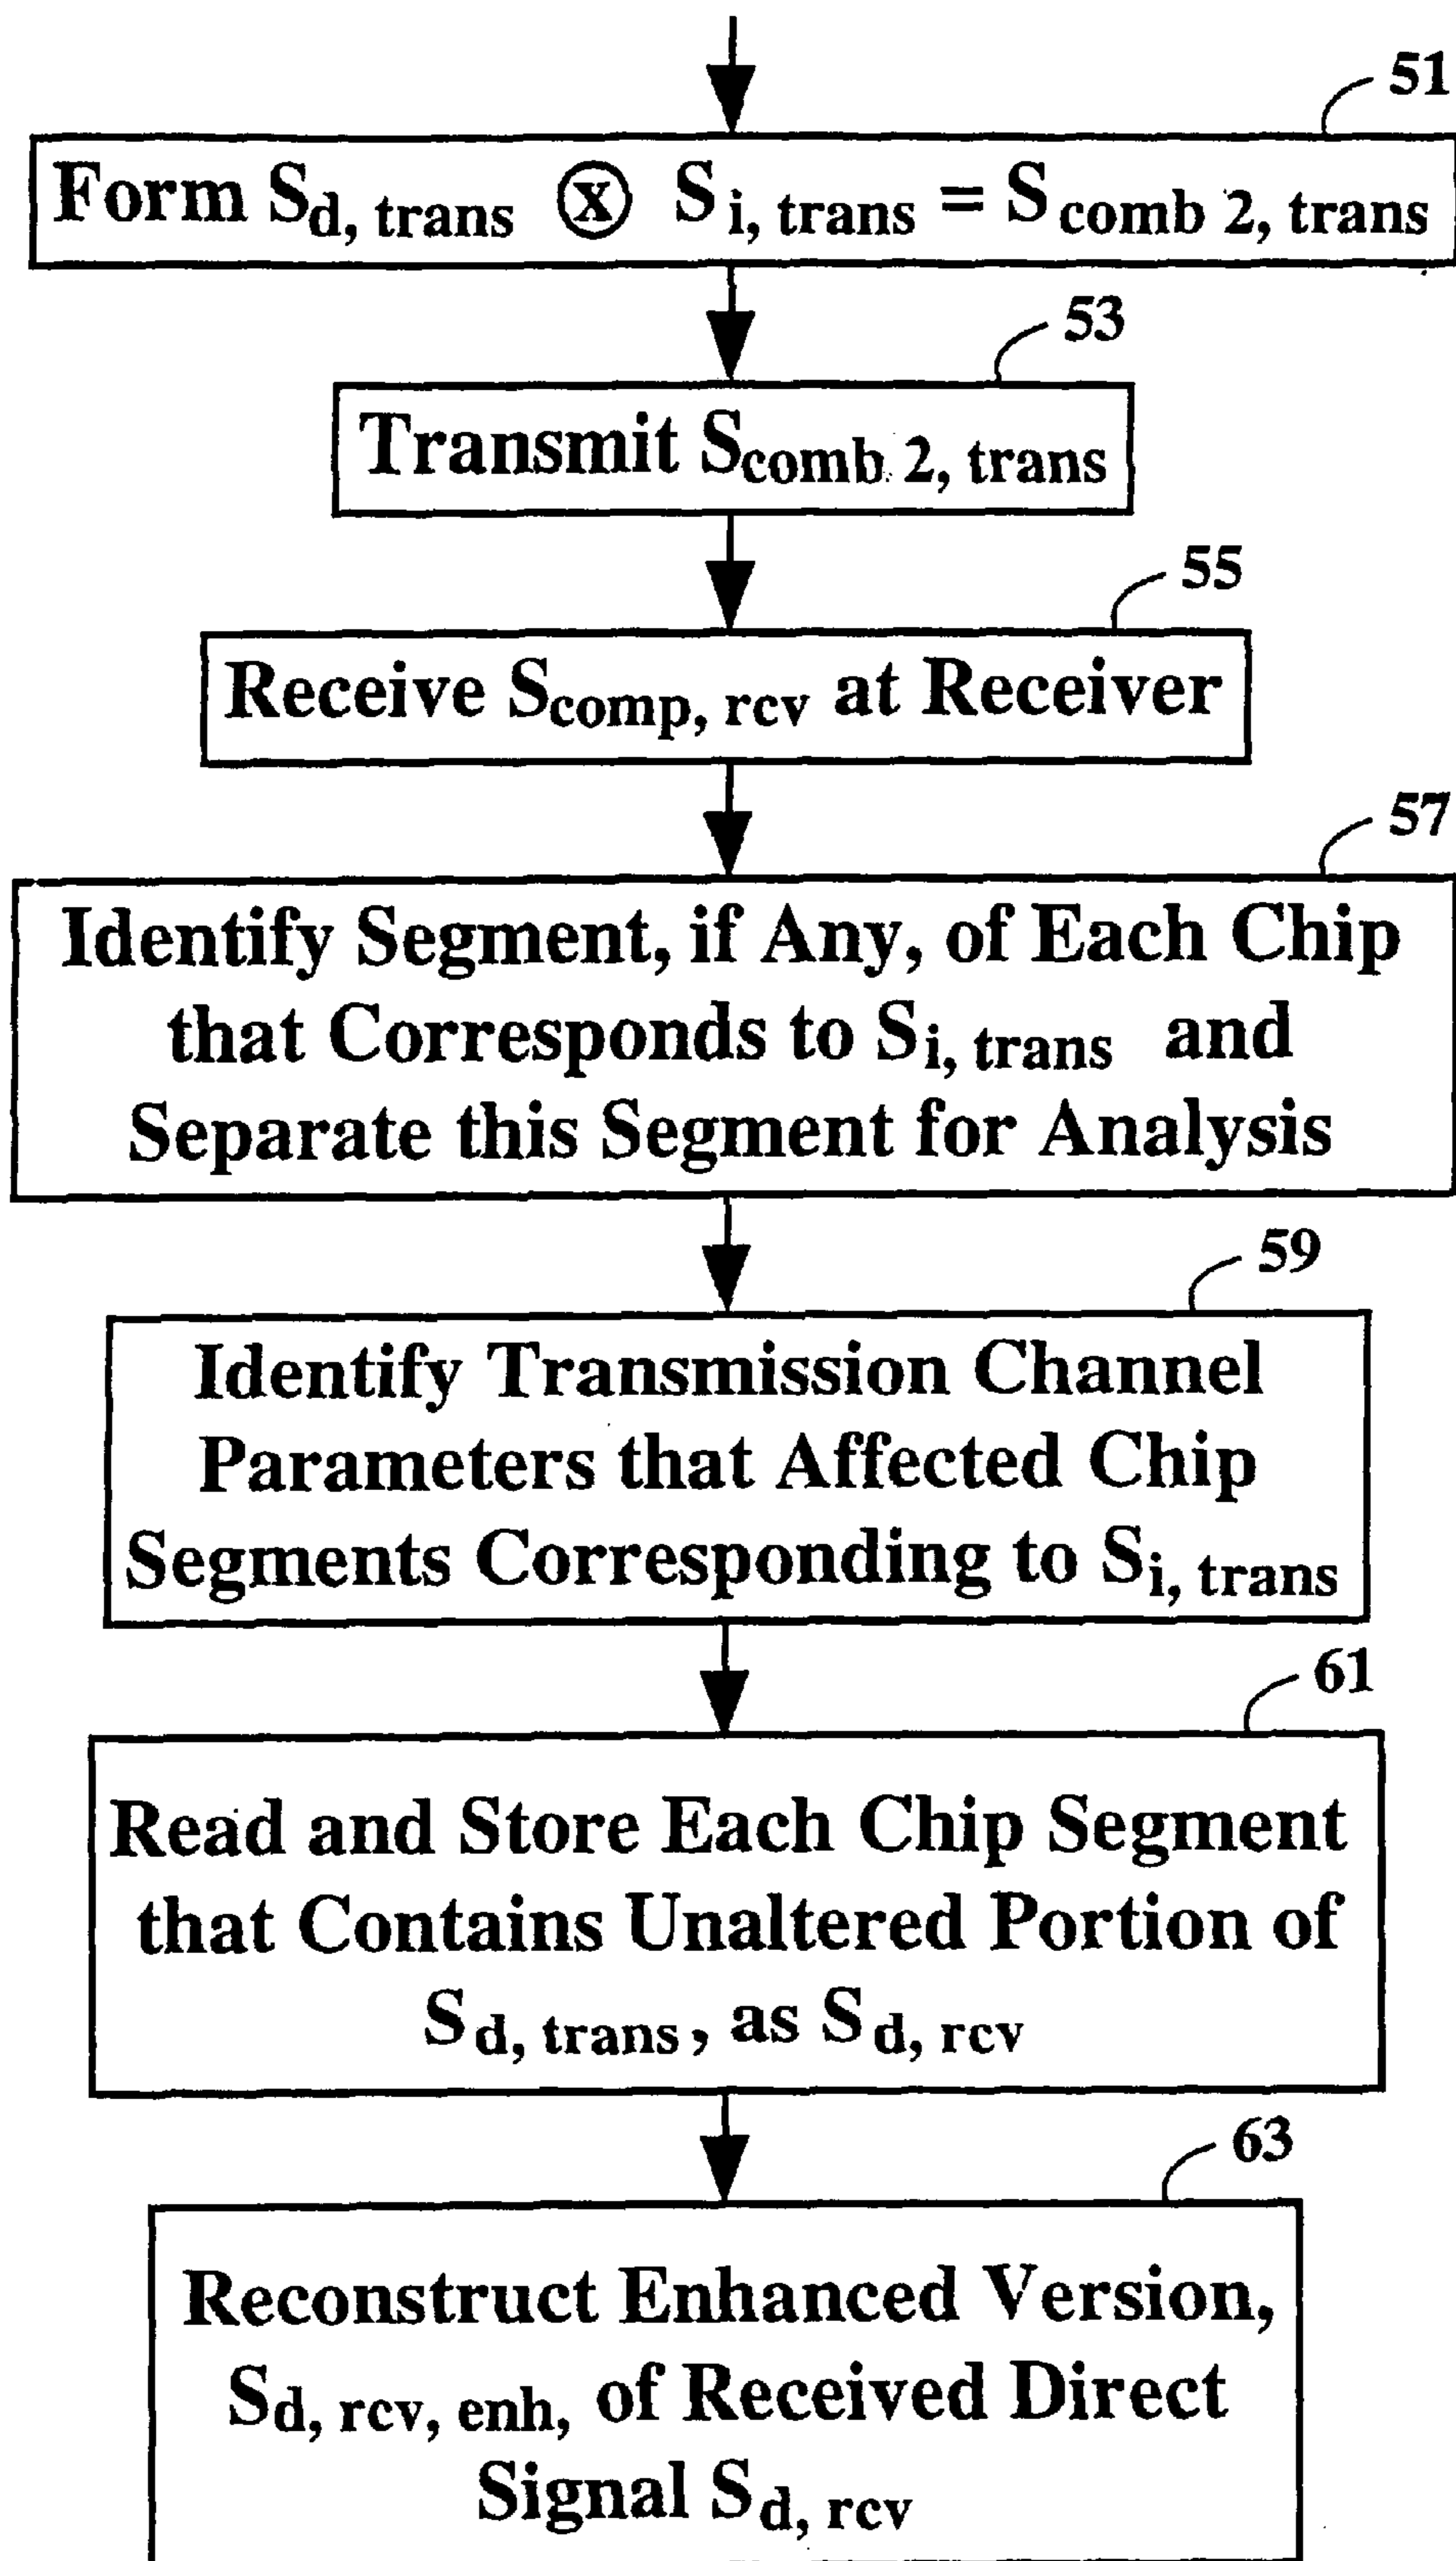 51
Form Sd, trans ⓧ Si, trans = Scomb 2, trans
53
Transmit Scomb 2, trans
55
Receive Scomp, rcv at Receiver
57
Identify Segment, if Any, of Each Chip
that Corresponds to Si, trans and
Separate this Segment for Analysis
59
Identify Transmission Channel
Parameters that Affected Chip
Segments Corresponding to Si, trans
61
Read and Store Each Chip Segment
that Contains Unaltered Portion of
Sd, trans, as Sd, rcv
63
Reconstruct Enhanced Version,
Sd, rcv, enh, of Received Direct
Signal Sd, rcv